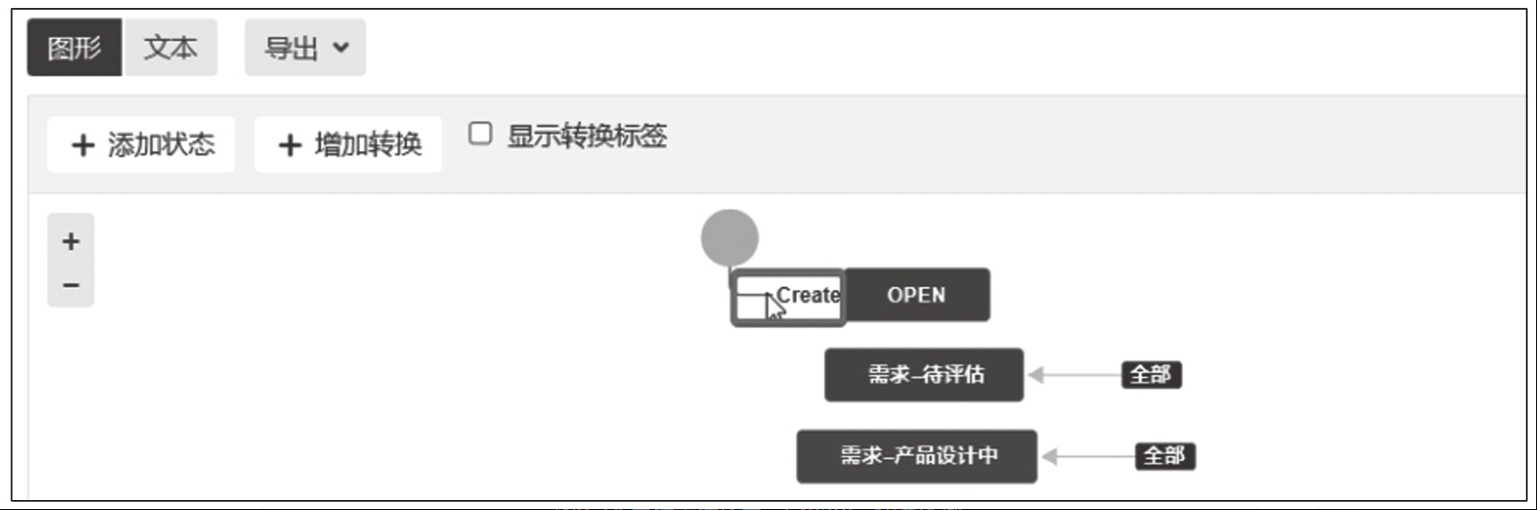 图形 文本 导出
+ 添加状态 + 增加转换 显示转换标签
+
−
Create OPEN
需求–待评估 全部
需求–产品设计中 全部